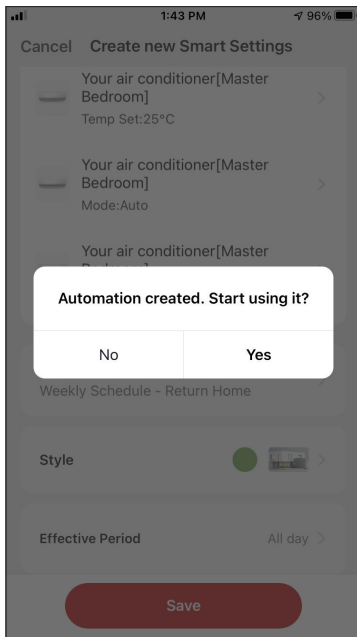 1:43 PM
96%
Cancel Create new Smart Settings
Your air conditioner[Master
Bedroom]
Temp Set:25°C
Your air conditioner[Master
Bedroom]
Mode:Auto
Your air conditioner[Master
Automation created. Start using it?
No Yes
Weekly Schedule - Return Home
Style
Effective Period All day
Save